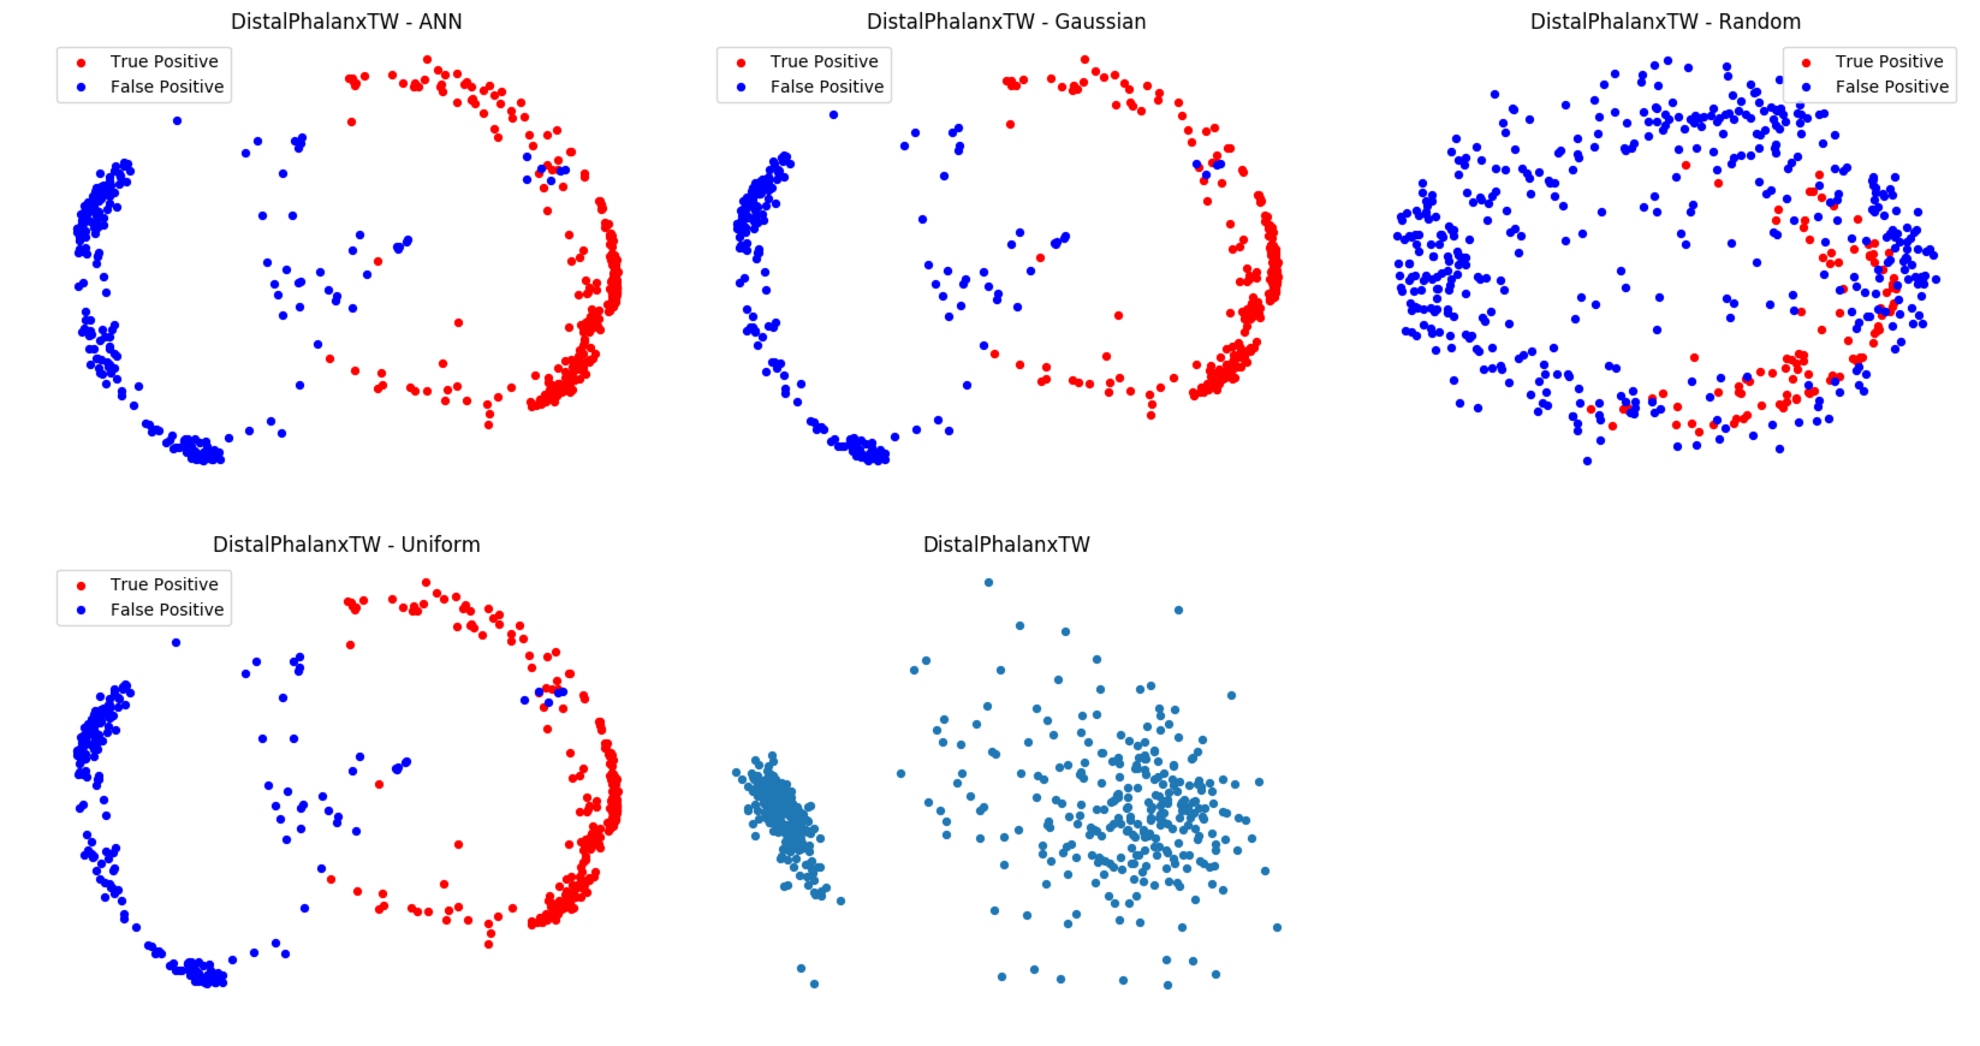 DistalPhalanxTW - ANN
True Positive
False Positive
DistalPhalanxTW - Gaussian
True Positive
False Positive
DistalPhalanxTW - Random
True Positive
False Positive
DistalPhalanxTW - Uniform
True Positive
False Positive
DistalPhalanxTW